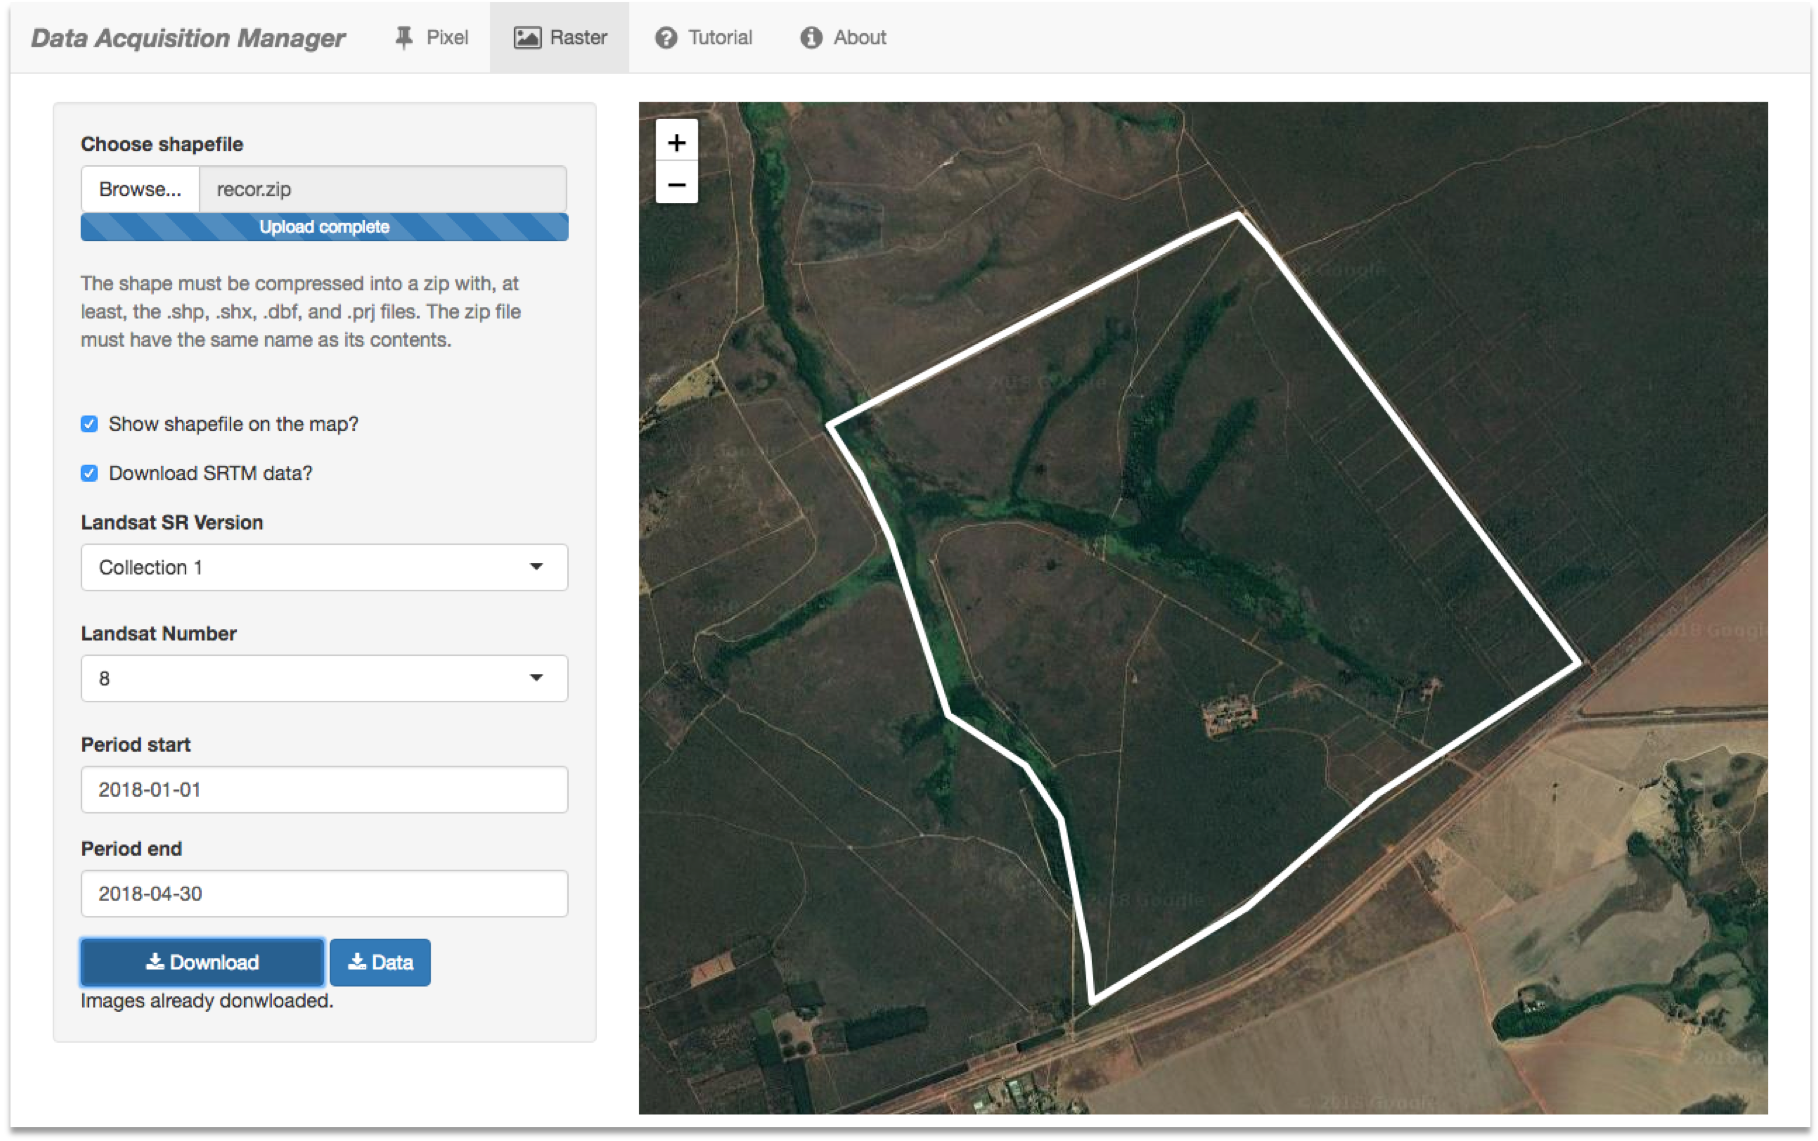 Data Acquisition Manager
Pixel
Raster
Tutorial
About
Choose shapefile
Browse...
recor.zip
Upload complete
The shape must be compressed into a zip with, at
least, the .shp, .shx, .dbf, and .prj files. The zip file
must have the same name as its contents.
Show shapefile on the map?
Download SRTM data?
Landsat SR Version
Collection 1
Landsat Number
8
Period start
2018-01-01
Period end
2018-04-30
Download
Data
Images already donwloaded.
+
−
2018 Google